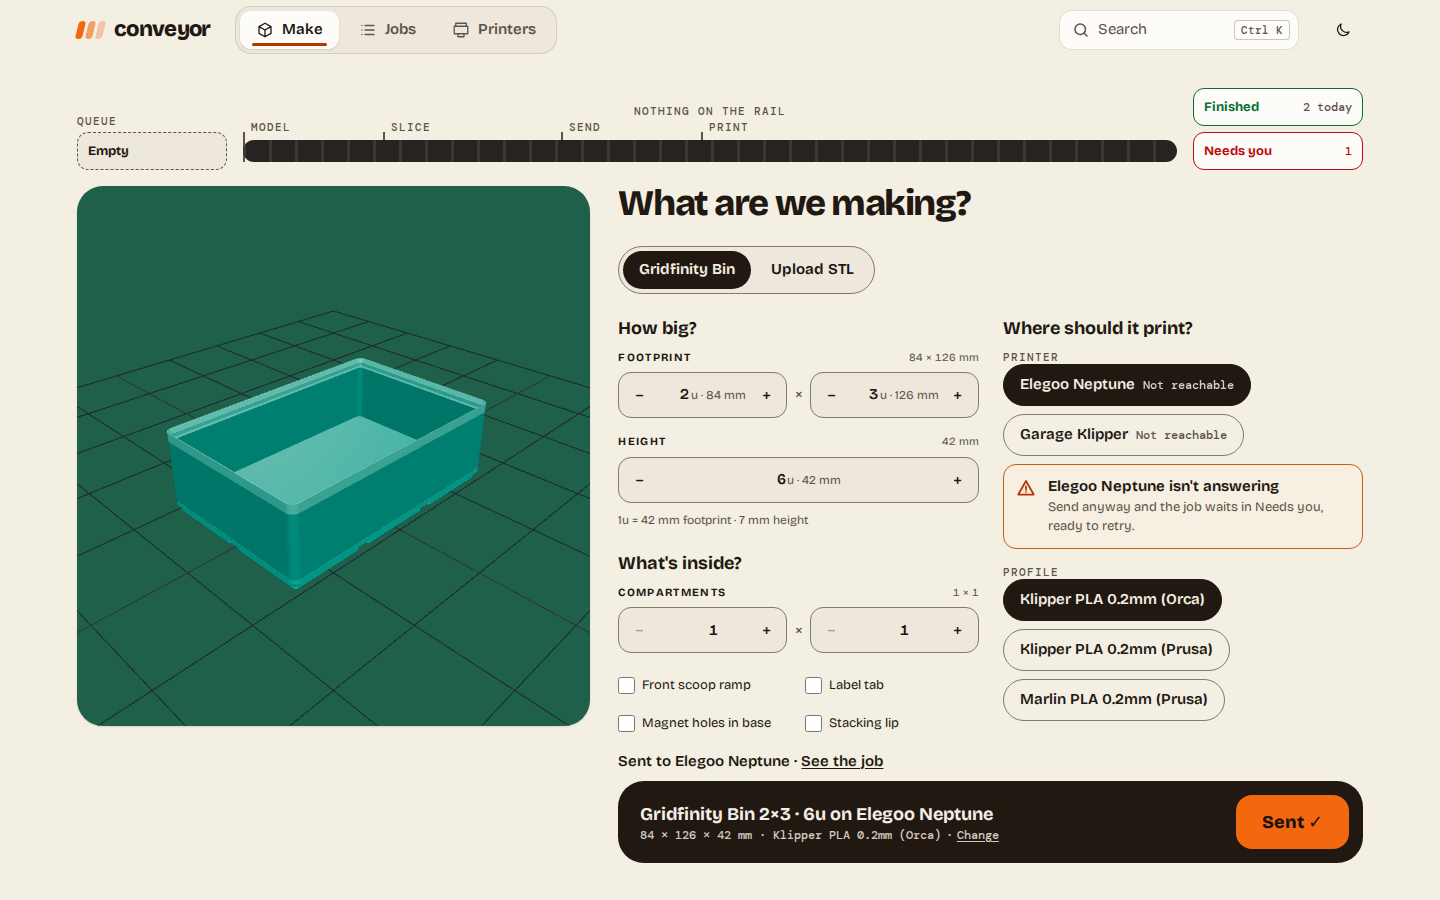 conveyor
Make
Jobs
Printers
Search
Ctrl K
NOTHING ON THE RAIL
QUEUE
Empty
MODEL
SLICE
SEND
PRINT
Finished 2 today
Needs you 1
What are we making?
Gridfinity Bin
Upload STL
How big?
FOOTPRINT 84 × 126 mm
− 2u · 84 mm + × − 3u · 126 mm +
HEIGHT 42 mm
− 6u · 42 mm +
1u = 42 mm footprint · 7 mm height
What's inside?
COMPARTMENTS 1 × 1
− 1 + × − 1 +
Front scoop ramp
Label tab
Magnet holes in base
Stacking lip
Where should it print?
PRINTER
Elegoo Neptune Not reachable
Garage Klipper Not reachable
Elegoo Neptune isn't answering
Send anyway and the job waits in Needs you,
ready to retry.
PROFILE
Klipper PLA 0.2mm (Orca)
Klipper PLA 0.2mm (Prusa)
Marlin PLA 0.2mm (Prusa)
Sent to Elegoo Neptune · See the job
Gridfinity Bin 2×3 · 6u on Elegoo Neptune
84 × 126 × 42 mm · Klipper PLA 0.2mm (Orca) · Change
Sent ✓